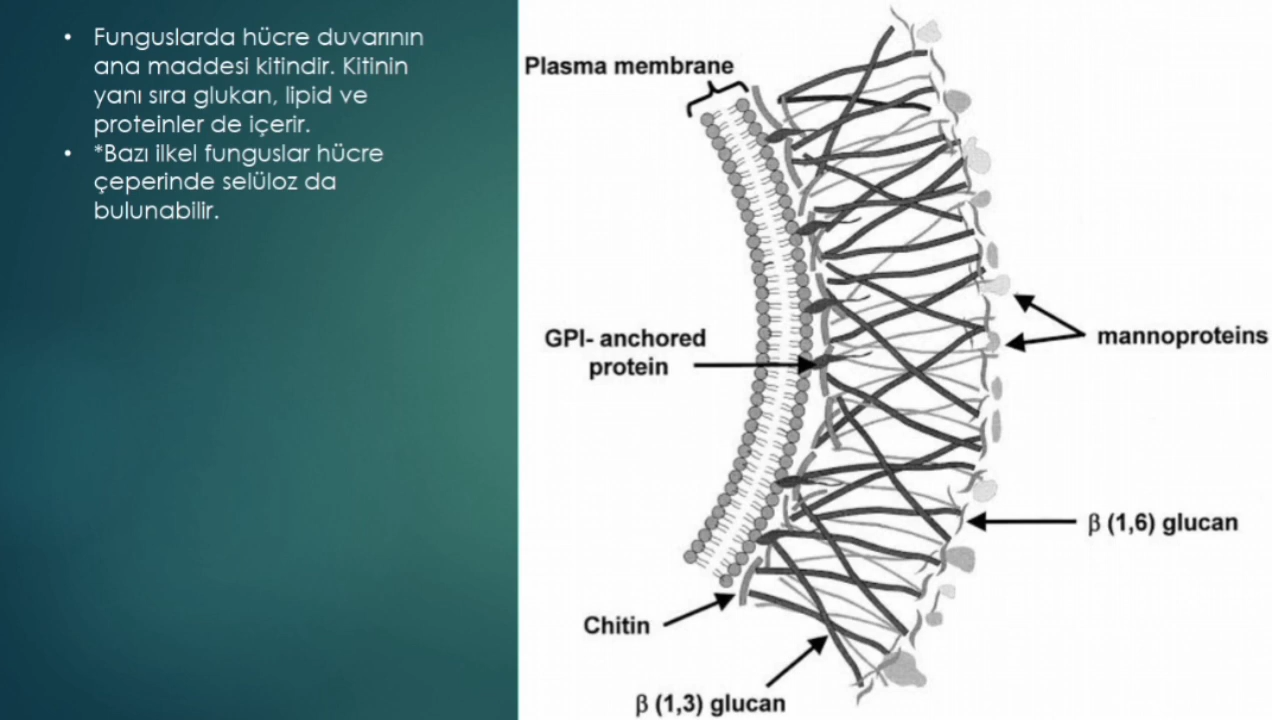 • Funguslarda hücre duvarının
ana maddesi kitindir. Kitinin
yanı sıra glukan, lipid ve
proteinler de içerir.
• *Bazı ilkel funguslar hücre
çeperinde selüloz da
bulunabilir.
Plasma membrane
GPI- anchored
protein
mannoproteins
β (1,6) glucan
Chitin
β (1,3) glucan